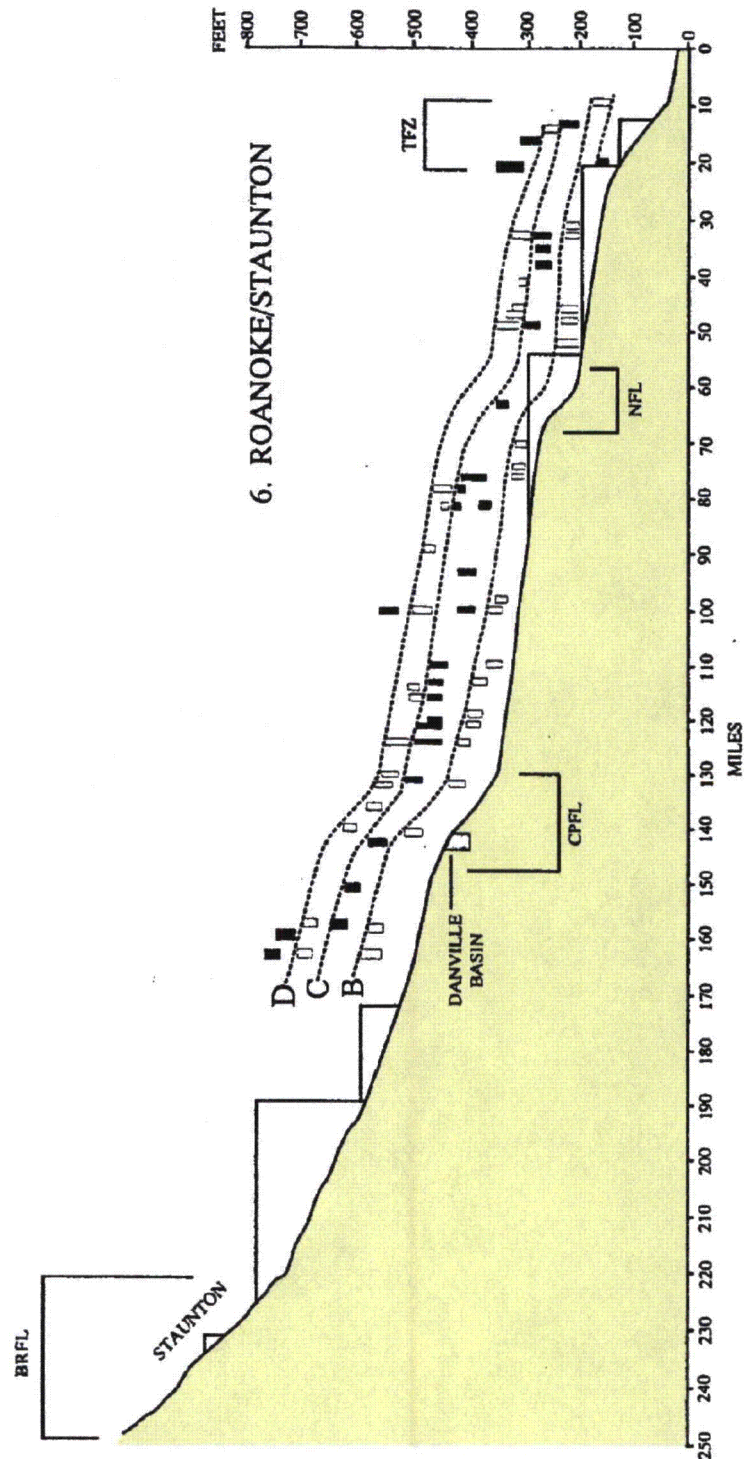 6. ROANOKE/STAUNTON
FEET
-800
-700
-600
-500
-400
-300
-200
-100
0
BRFL
STAUNTON
D
C
B
DANVILLE
BASIN
CPFL
NFL
TFZ
250 240 230 220 210 200 190 180 170 160 150 140 130 120 110 100 90 80 70 60 50 40 30 20 10 0
MILES